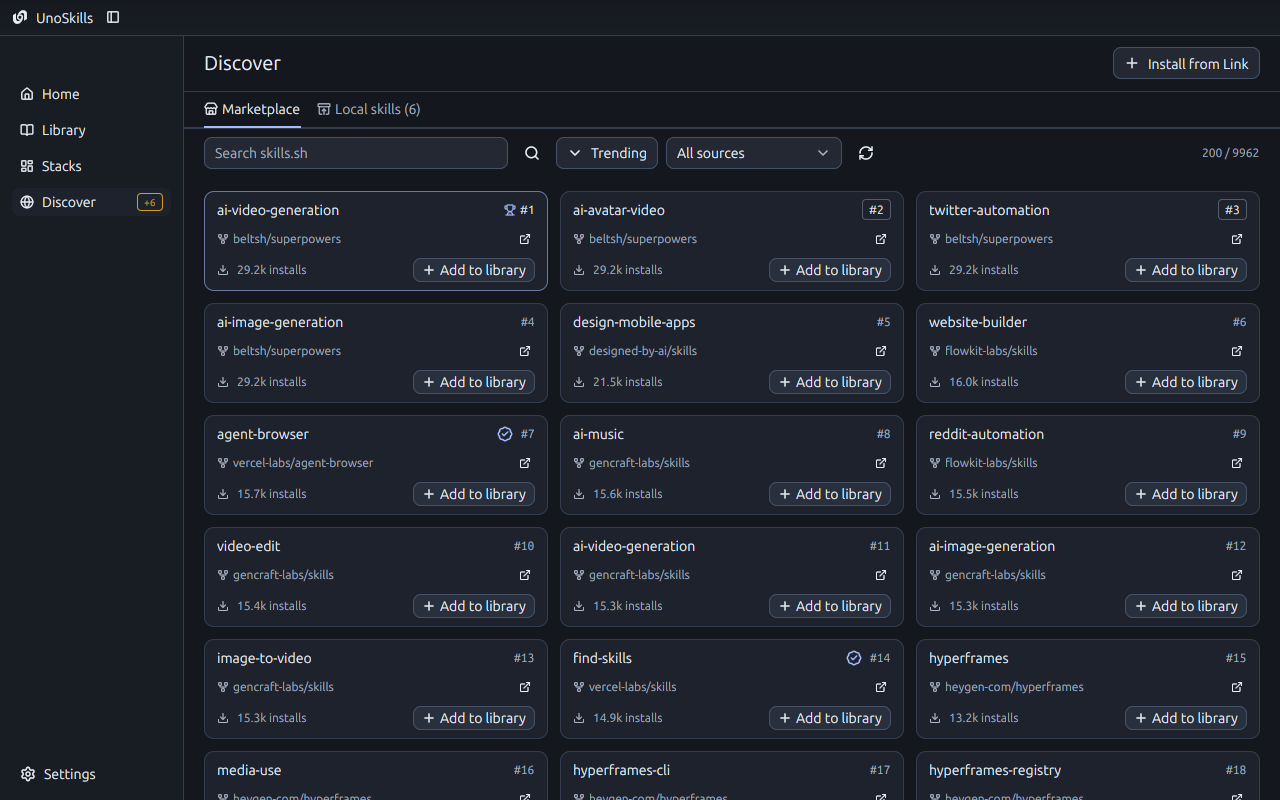 UnoSkills
Home
Library
Stacks
Discover +6
Settings
Discover
Install from Link
Marketplace
Local skills (6)
Search skills.sh
Trending
All sources
200 / 9962
ai-video-generation #1
beltsh/superpowers
29.2k installs
Add to library
ai-avatar-video #2
beltsh/superpowers
29.2k installs
Add to library
twitter-automation #3
beltsh/superpowers
29.2k installs
Add to library
ai-image-generation #4
beltsh/superpowers
29.2k installs
Add to library
design-mobile-apps #5
designed-by-ai/skills
21.5k installs
Add to library
website-builder #6
flowkit-labs/skills
16.0k installs
Add to library
agent-browser #7
vercel-labs/agent-browser
15.7k installs
Add to library
ai-music #8
gencraft-labs/skills
15.6k installs
Add to library
reddit-automation #9
flowkit-labs/skills
15.5k installs
Add to library
video-edit #10
gencraft-labs/skills
15.4k installs
Add to library
ai-video-generation #11
gencraft-labs/skills
15.3k installs
Add to library
ai-image-generation #12
gencraft-labs/skills
15.3k installs
Add to library
image-to-video #13
gencraft-labs/skills
15.3k installs
Add to library
find-skills #14
vercel-labs/skills
14.9k installs
Add to library
hyperframes #15
heygen-com/hyperframes
13.2k installs
Add to library
media-use #16
heygen-com/hyperframes
hyperframes-cli #17
heygen-com/hyperframes
hyperframes-registry #18
heygen-com/hyperframes